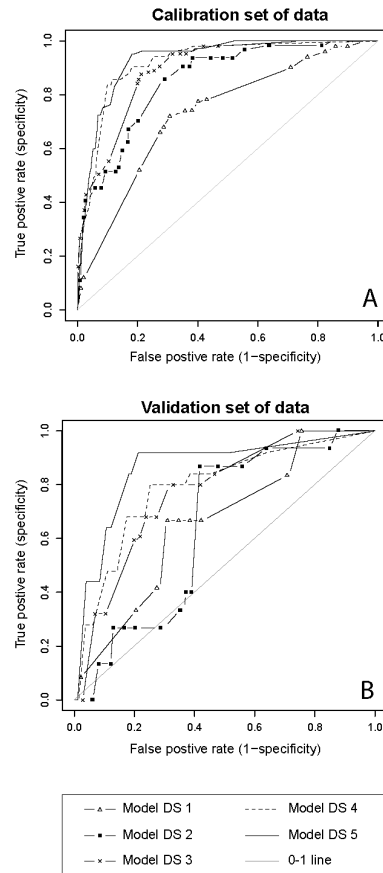 Calibration set of data
True postive rate (specificity)
1.0
0.8
0.6
0.4
0.2
0.0
A
0.0 0.2 0.4 0.6 0.8 1.0
False postive rate (1−specificity)
Validation set of data
True postive rate (specificity)
1.0
0.8
0.6
0.4
0.2
0.0
B
0.0 0.2 0.4 0.6 0.8 1.0
False postive rate (1−specificity)
Model DS 1 Model DS 4
Model DS 2 Model DS 5
Model DS 3 0-1 line